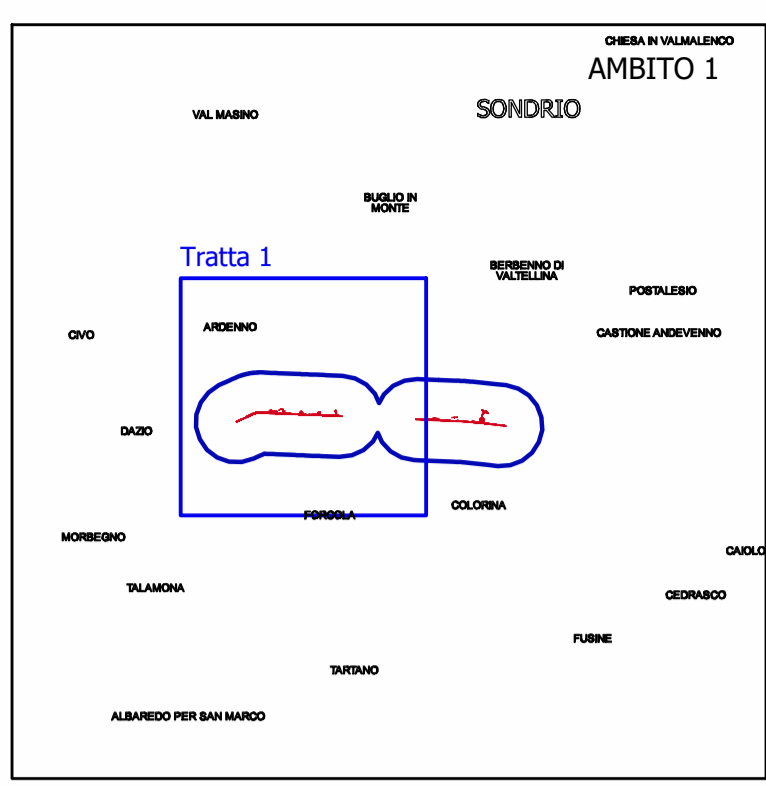 CHIESA IN VALMALENCO
AMBITO 1
SONDRIO
VAL MASINO
BUGLIO IN
MONTE
Tratta 1
BERBENNO DI
VALTELLINA
POSTALESIO
ARDENNO
CIVO
CASTIONE ANDEVENNO
DAZIO
COLORINA
FORCOLA
MORBEGNO
CAIOLO
TALAMONA
CEDRASCO
FUSINE
TARTANO
ALBAREDO PER SAN MARCO